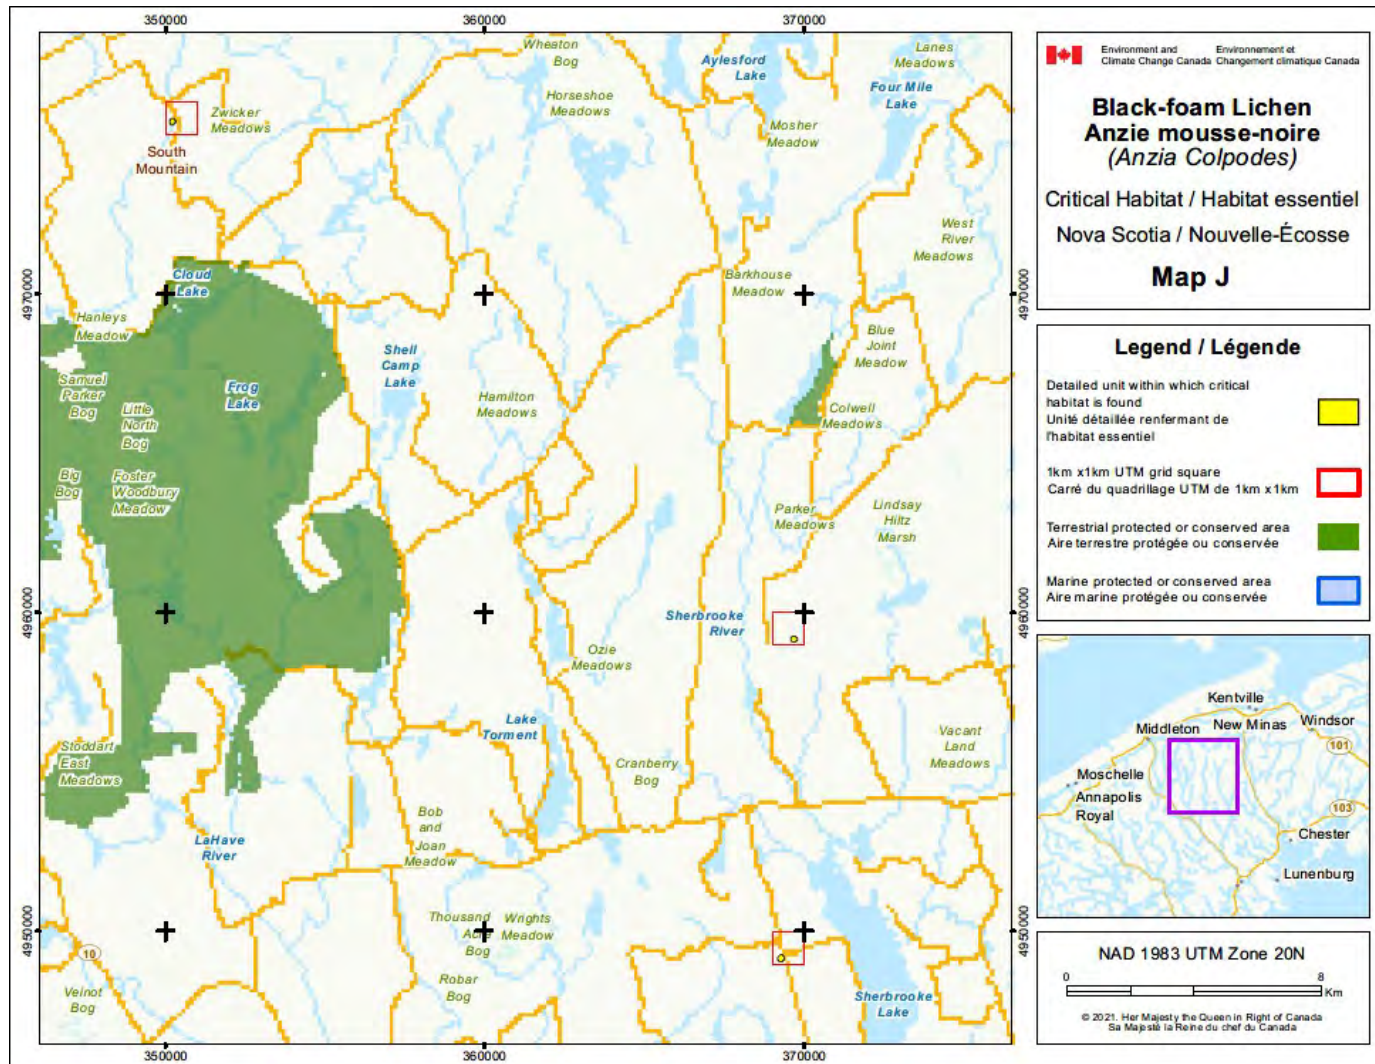 350000
360000
370000
Wheaton
Bog
Lanes
Meadows
Aylesford
Lake
Four Mile
Lake
Horseshoe
Meadows
Zwicker
Meadows
Mosher
Meadow
South
Mountain
West
River
Meadows
Cloud
Lake
Barkhouse
Meadow
4970000
4970000
Hanleys
Meadow
Blue
Joint
Meadow
Shell
Camp
Lake
Samuel
Parker
Bog
Frog
Lake
Little
North
Bog
Hamilton
Meadows
Colwell
Meadows
Big
Bog
Foster
Woodbury
Meadow
Parker
Meadows
Lindsay
Hiltz
Marsh
4960000
4960000
Sherbrooke
River
Ozie
Meadows
Lake
Torment
Stoddart
East
Meadows
Cranberry
Bog
Vacant
Land
Meadows
LaHave
River
Bob
and
Joan
Meadow
Thousand
Acre
Bog
Wrights
Meadow
4950000
4950000
10
Robar
Bog
Veinot
Bog
Sherbrooke
Lake
350000
360000
370000
Environment and
Climate Change Canada
Environnement et
Changement climatique Canada
Black-foam Lichen
Anzie mousse-noire
(Anzia Colpodes)
Critical Habitat / Habitat essentiel
Nova Scotia / Nouvelle-Écosse
Map J
Legend / Légende
Detailed unit within which critical
habitat is found
Unité détaillée renfermant de
l'habitat essentiel
1km x1km UTM grid square
Carré du quadrillage UTM de 1km x1km
Terrestrial protected or conserved area
Aire terrestre protégée ou conservée
Marine protected or conserved area
Aire marine protégée ou conservée
Kentville
Middleton
New Minas
Windsor
101
Moschelle
Annapolis
Royal
103
Chester
Lunenburg
NAD 1983 UTM Zone 20N
0
8
Km
© 2021. Her Majesty the Queen in Right of Canada
Sa Majesté la Reine du chef du Canada